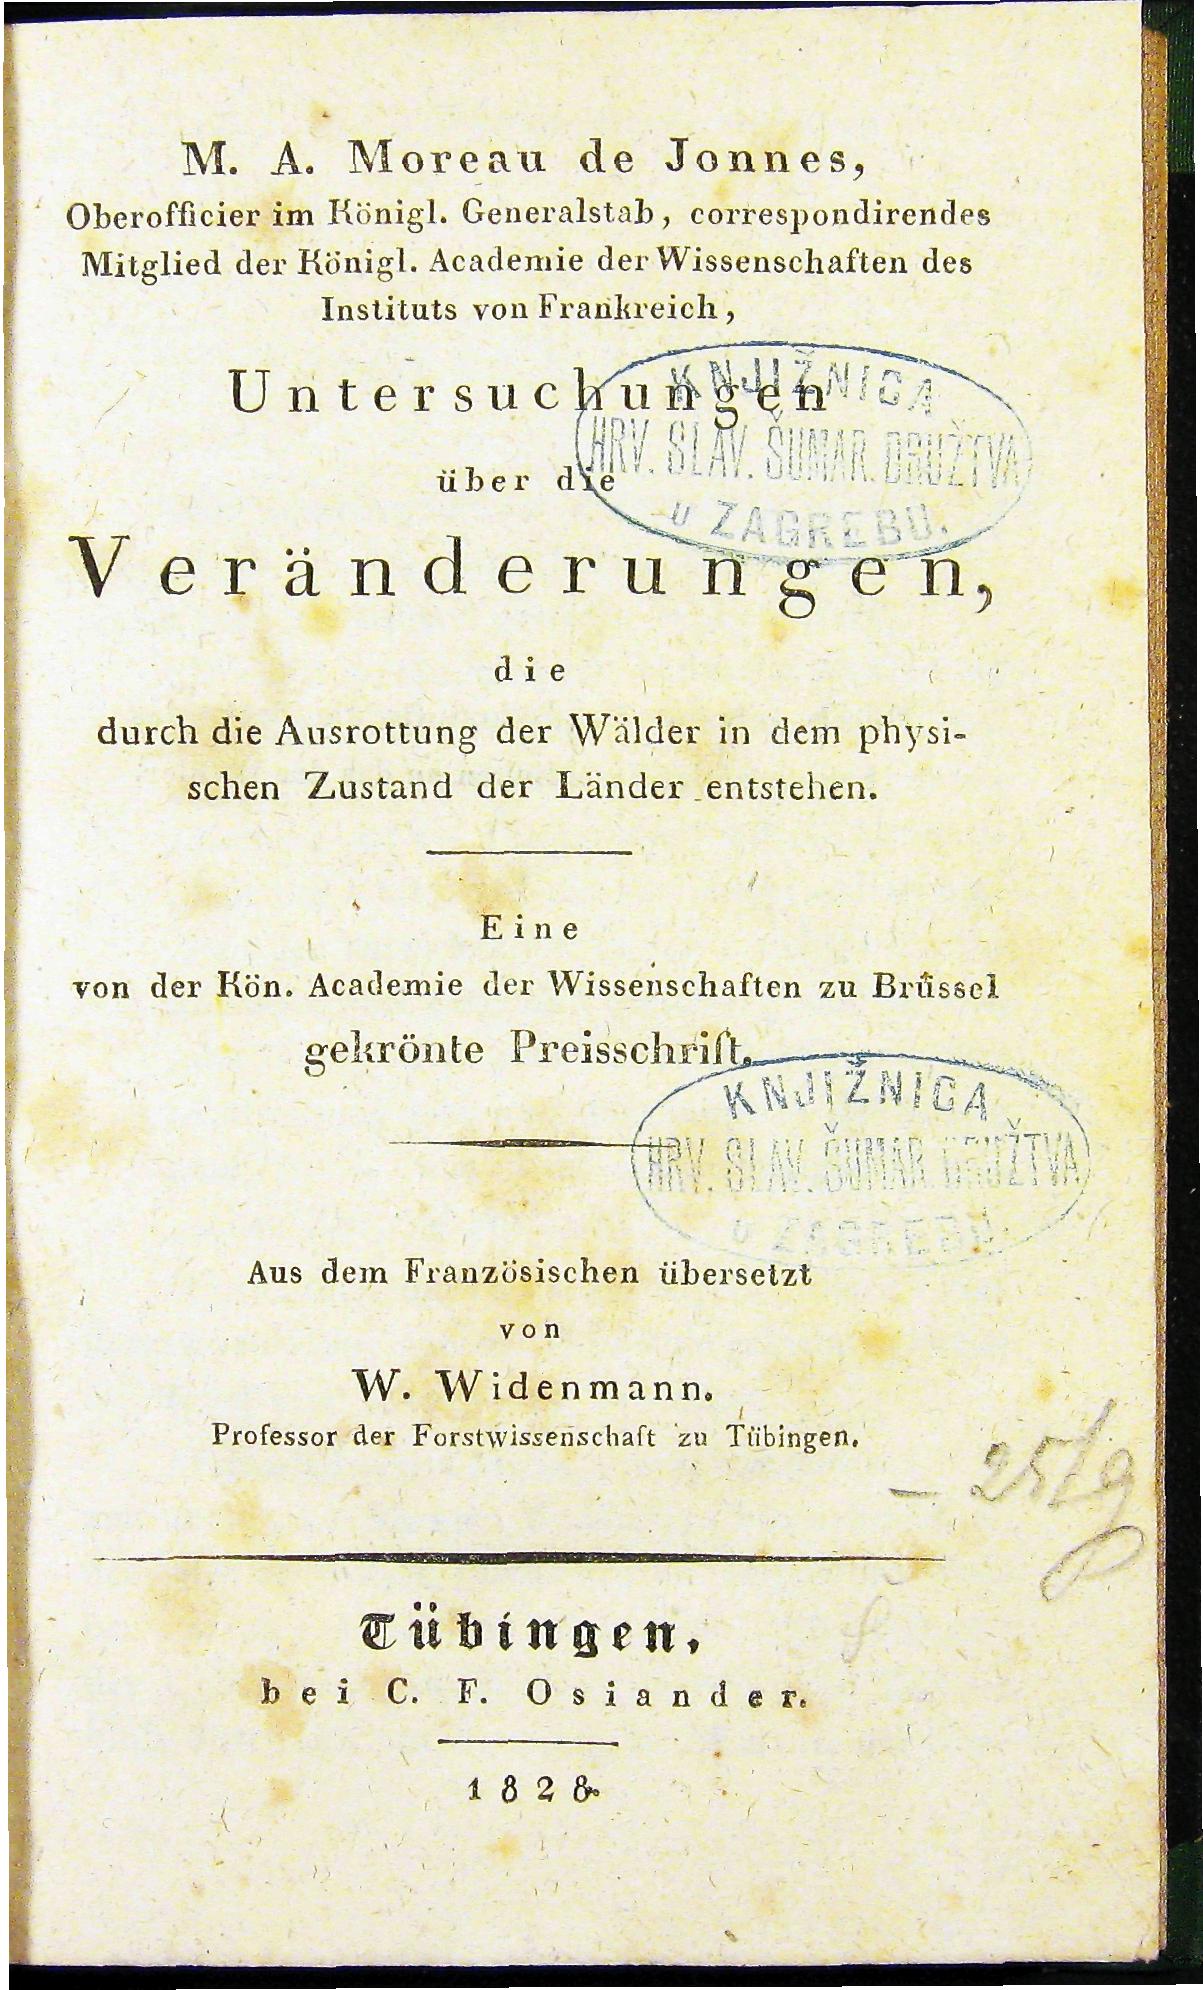 M. A. Moreau de Jonnes,
Oberofficier im Königl. Generalstab, correspondirendes
Mitglied der Königl. Academie der Wissenschaften des
Instituts von Frankreich,
Untersuchungen
über die
Veränderungen,
die
durch die Ausrottung der Wälder in dem physi-
schen Zustand der Länder entstehen.
Eine
von der Kön. Academie der Wissenschaften zu Brüssel
gekrönte Preisschrift.
Aus dem Französischen übersetzt
von
W. Widenmann.
Professor der Forstwissenschaft zu Tübingen.
Tübingen,
bei C. F. Osiander.
1828.
KNJIŽNICA
HRV. SLAV. ŠUMAR. DRUŽTVA
U ZAGREBU.
KNJIŽNICA
HRV. SLAV. ŠUMAR. DRUŽTVA
U ZAGREBU.